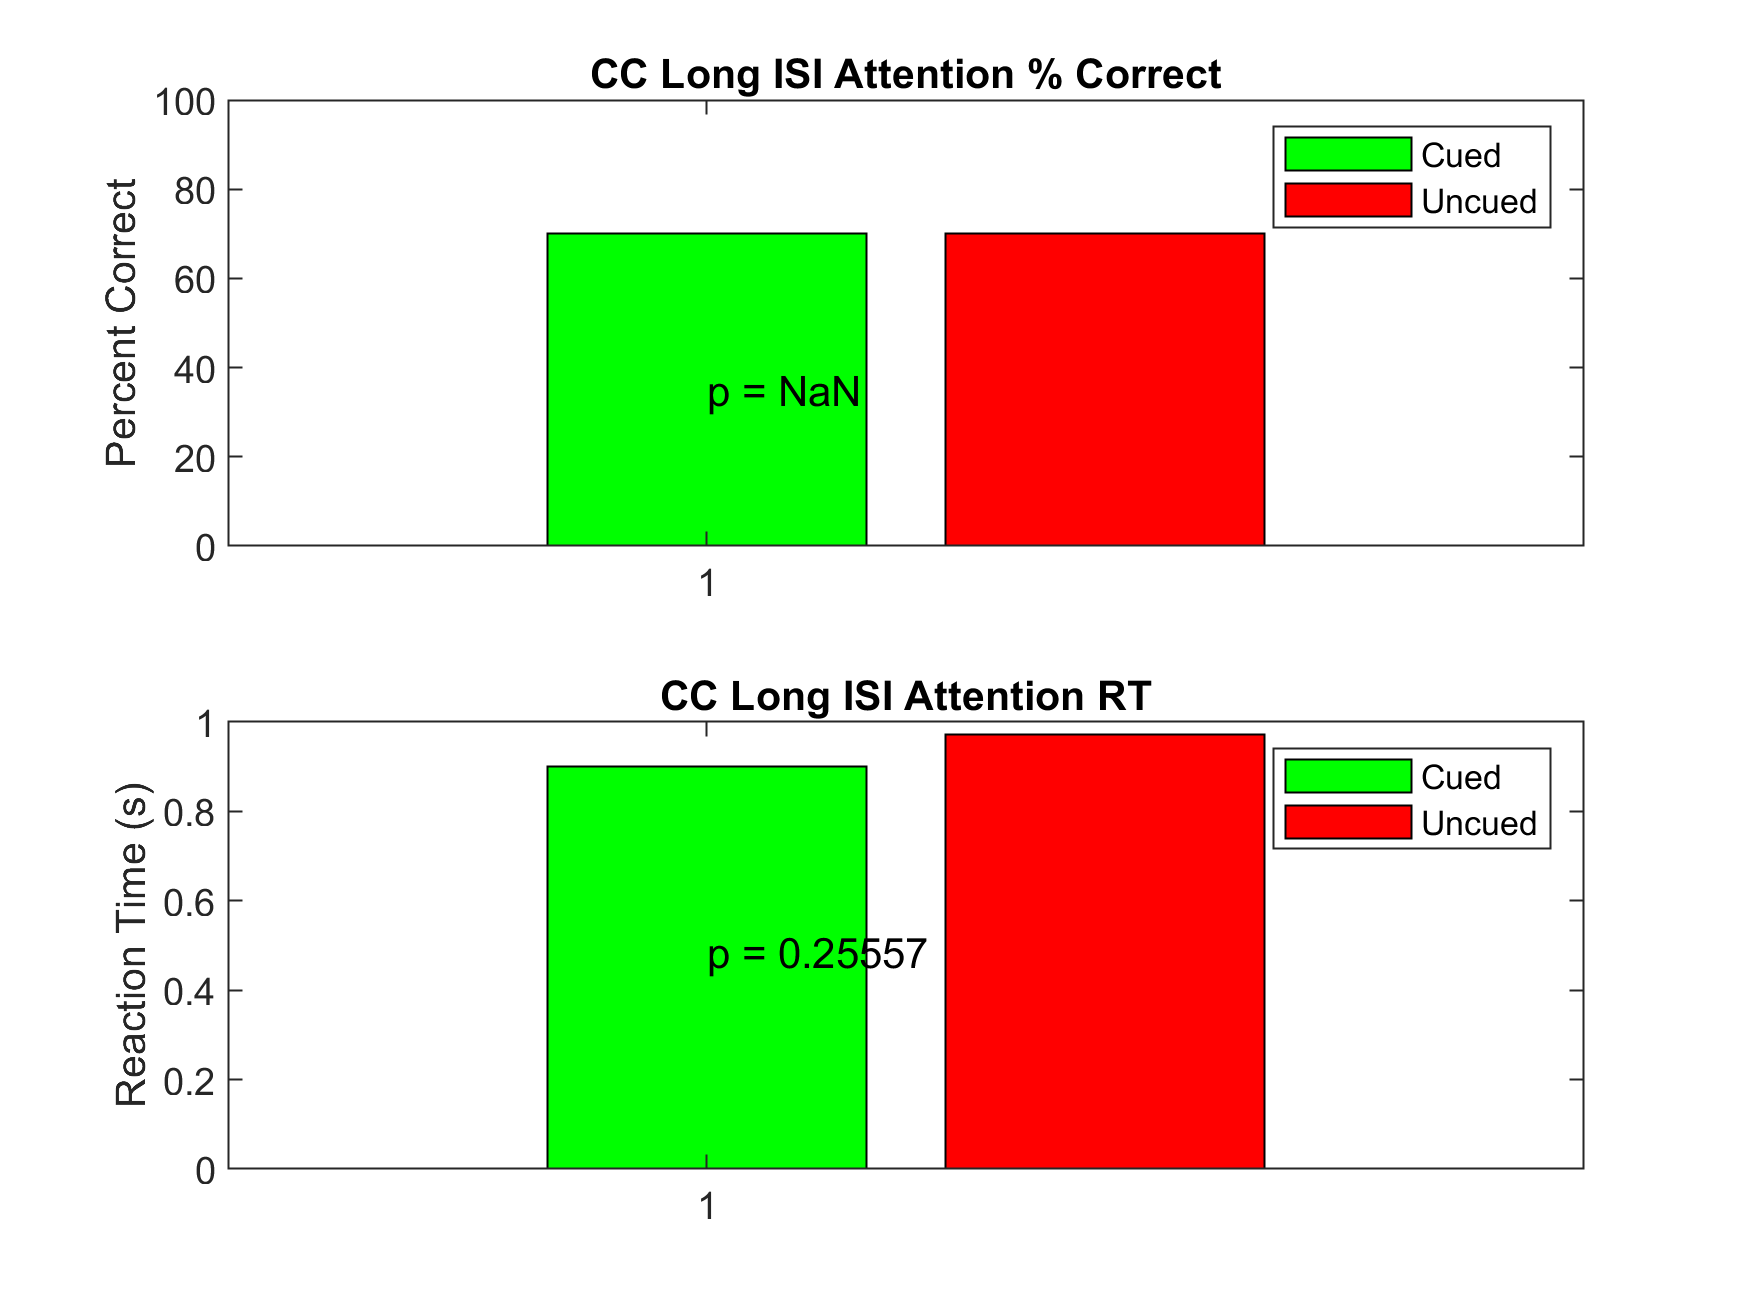 CC Long ISI Attention % Correct
Percent Correct
100
80
60
40
20
0
Cued
Uncued
p = NaN
1
CC Long ISI Attention RT
Reaction Time (s)
1
0.8
0.6
0.4
0.2
0
Cued
Uncued
p = 0.25557
1